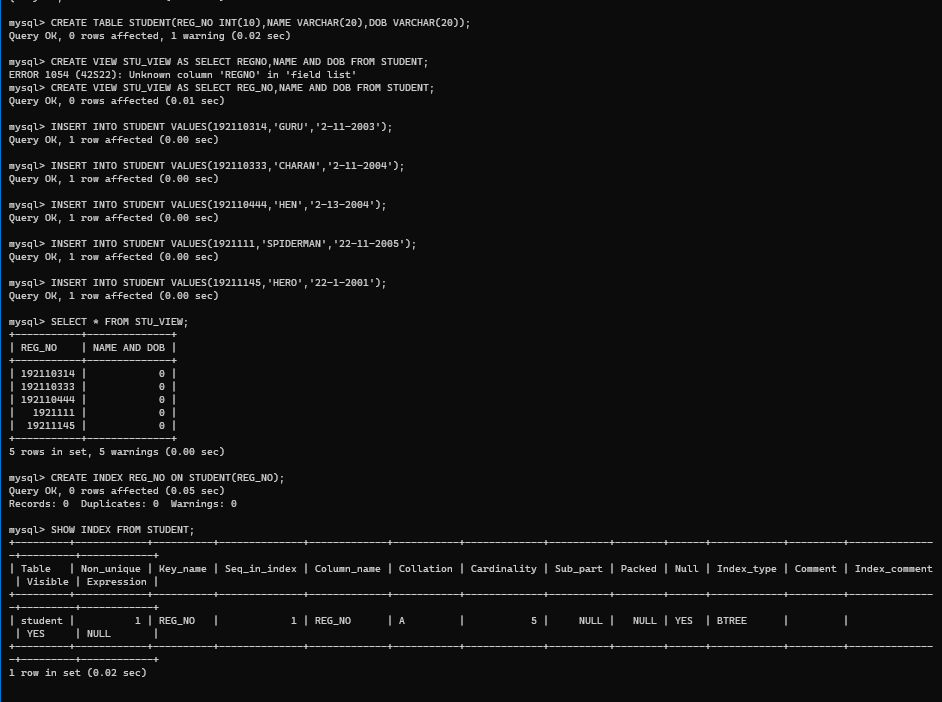 mysql> CREATE TABLE STUDENT(REG_NO INT(10),NAME VARCHAR(20),DOB VARCHAR(20));
Query OK, 0 rows affected, 1 warning (0.02 sec)

mysql> CREATE VIEW STU_VIEW AS SELECT REGNO,NAME AND DOB FROM STUDENT;
ERROR 1054 (42S22): Unknown column 'REGNO' in 'field list'
mysql> CREATE VIEW STU_VIEW AS SELECT REG_NO,NAME AND DOB FROM STUDENT;
Query OK, 0 rows affected (0.01 sec)

mysql> INSERT INTO STUDENT VALUES(192110314,'GURU','2-11-2003');
Query OK, 1 row affected (0.00 sec)

mysql> INSERT INTO STUDENT VALUES(192110333,'CHARAN','2-11-2004');
Query OK, 1 row affected (0.00 sec)

mysql> INSERT INTO STUDENT VALUES(192110444,'HEN','2-13-2004');
Query OK, 1 row affected (0.00 sec)

mysql> INSERT INTO STUDENT VALUES(1921111,'SPIDERMAN','22-11-2005');
Query OK, 1 row affected (0.00 sec)

mysql> INSERT INTO STUDENT VALUES(19211145,'HERO','22-1-2001');
Query OK, 1 row affected (0.00 sec)

mysql> SELECT * FROM STU_VIEW;
+-----------+--------------+
| REG_NO    | NAME AND DOB |
+-----------+--------------+
| 192110314 |            0 |
| 192110333 |            0 |
| 192110444 |            0 |
|   1921111 |            0 |
|  19211145 |            0 |
+-----------+--------------+
5 rows in set, 5 warnings (0.00 sec)

mysql> CREATE INDEX REG_NO ON STUDENT(REG_NO);
Query OK, 0 rows affected (0.05 sec)
Records: 0  Duplicates: 0  Warnings: 0

mysql> SHOW INDEX FROM STUDENT;
+---------+------------+----------+--------------+-------------+-----------+-------------+----------+--------+------+------------+---------+--------------
-+---------+------------+
| Table   | Non_unique | Key_name | Seq_in_index | Column_name | Collation | Cardinality | Sub_part | Packed | Null | Index_type | Comment | Index_comment
 | Visible | Expression |
+---------+------------+----------+--------------+-------------+-----------+-------------+----------+--------+------+------------+---------+--------------
-+---------+------------+
| student |          1 | REG_NO   |            1 | REG_NO      | A         |           5 |     NULL |   NULL | YES  | BTREE      |         |
 | YES     | NULL       |
+---------+------------+----------+--------------+-------------+-----------+-------------+----------+--------+------+------------+---------+--------------
-+---------+------------+
1 row in set (0.02 sec)